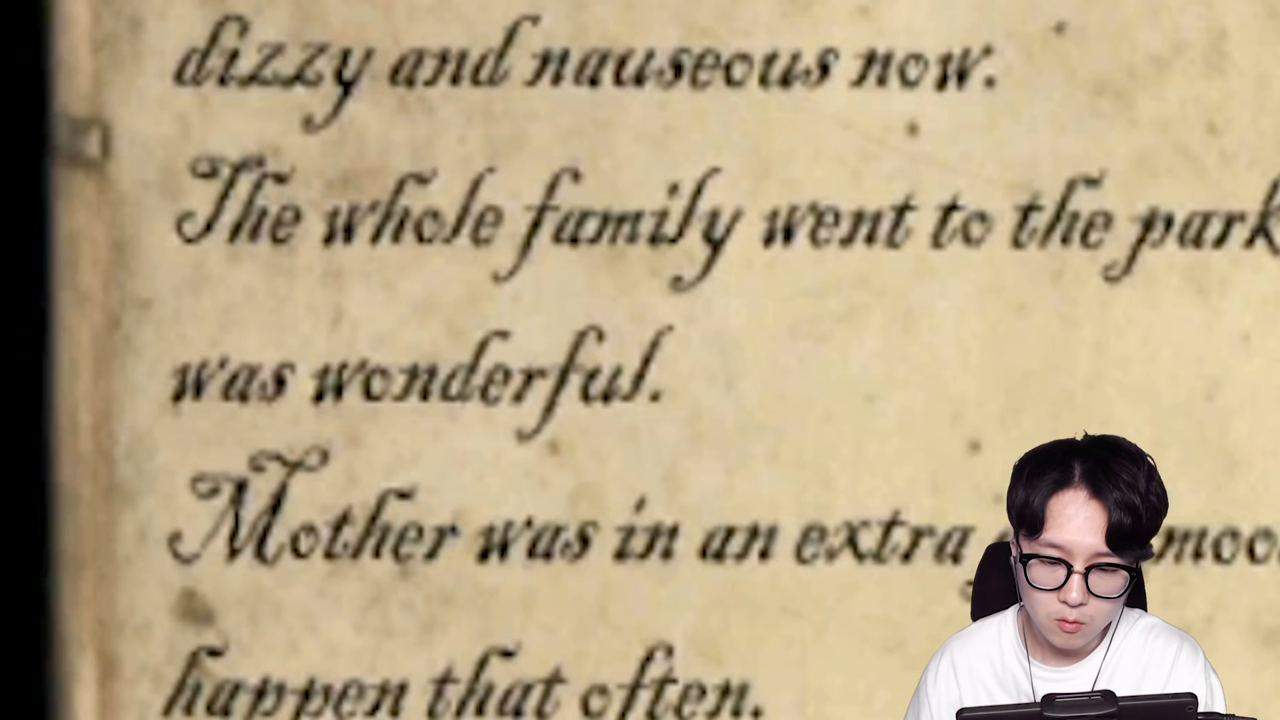 dizzy and nauseous now.
The whole family went to the park
was wonderful.
Mother was in an extra
happen that often.